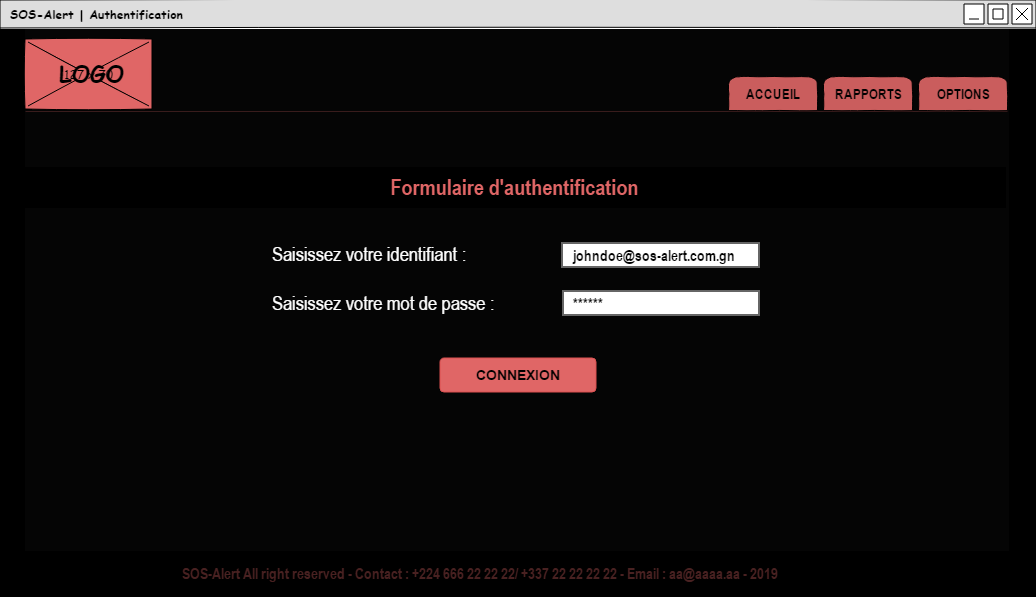 SOS-Alert | Authentification
LOGO
ACCUEIL RAPPORTS OPTIONS
Formulaire d'authentification
Saisissez votre identifiant : johndoe@sos-alert.com.gn
Saisissez votre mot de passe : ******
CONNEXION
SOS-Alert All right reserved - Contact : +224 666 22 22 22/ +337 22 22 22 22 - Email : aa@aaaa.aa - 2019